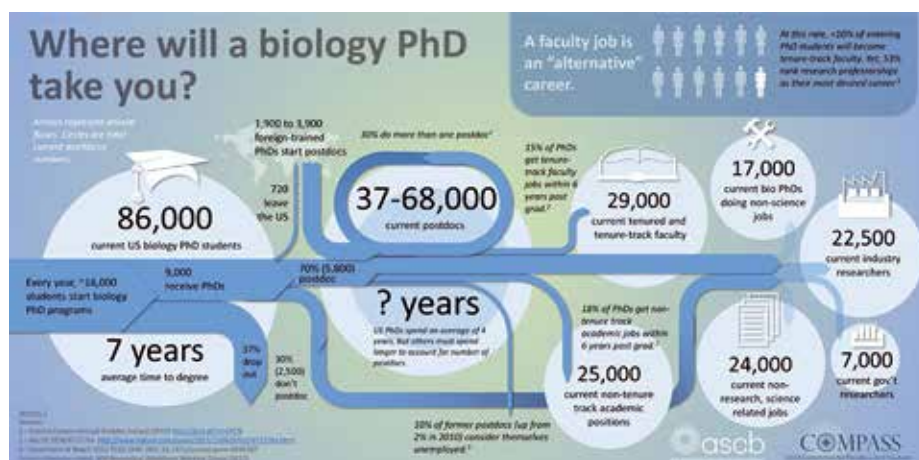 Where will a biology PhD
take you?
A faculty job is
an "alternative"
career.
At this rate, <10% of entering
PhD students will become
tenure-track faculty. Yet, 53%
rank research professorships
as their most desired career
Arrows represent annual
fluxes. Circles are total
current workforce
numbers.
1,900 to 3,900
foreign-trained
PhDs start postdocs
30% do more than one postdoc
86,000
current US biology PhD students
720
leave
the US
37-68,000
current postdocs
15% of PhDs
get tenure-
track faculty
jobs within 6
years post
grad.
29,000
current tenured and
tenure-track faculty
17,000
current bio PhDs
doing non-science
jobs
22,500
current industry
researchers
Every year, ~16,000
students start biology
PhD programs
9,000
receive PhDs
70% (5,800)
postdoc
? years
US PhDs spend an average of 4
years, but others must spend
longer to account for number of
postdocs.
7 years
average time to degree
37%
drop
out
30%
(2,500)
don't
postdoc
18% of PhDs get non-
tenure track
academic jobs within
6 years post grad.
25,000
current non-tenure
track academic
positions
24,000
current non-
research, science
related jobs
7,000
current gov't
researchers
10% of former postdocs (up from
2% in 2010) consider themselves
unemployed.
ascb
COMPASS